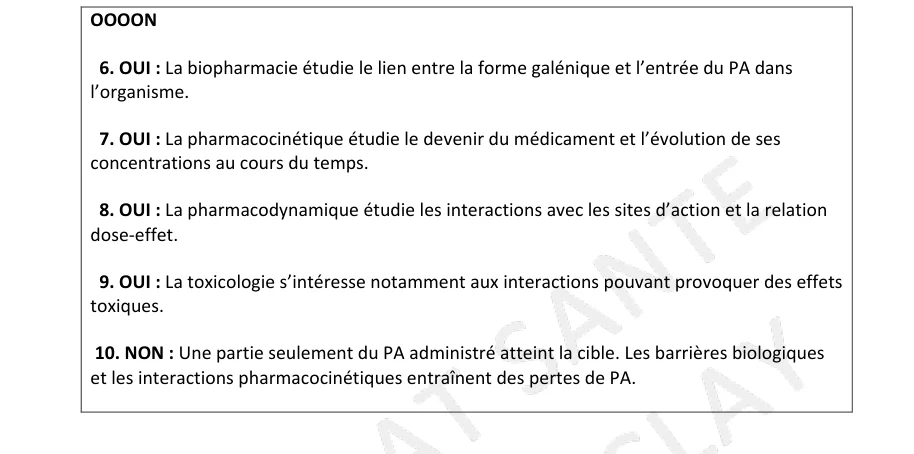 OOOON
6. OUI : La biopharmacie étudie le lien entre la forme galénique et l’entrée du PA dans
l’organisme.
7. OUI : La pharmacocinétique étudie le devenir du médicament et l’évolution de ses
concentrations au cours du temps.
8. OUI : La pharmacodynamique étudie les interactions avec les sites d’action et la relation
dose-effet.
9. OUI : La toxicologie s’intéresse notamment aux interactions pouvant provoquer des effets
toxiques.
10. NON : Une partie seulement du PA administré atteint la cible. Les barrières biologiques
et les interactions pharmacocinétiques entraînent des pertes de PA.
AT SANTE
CLAY